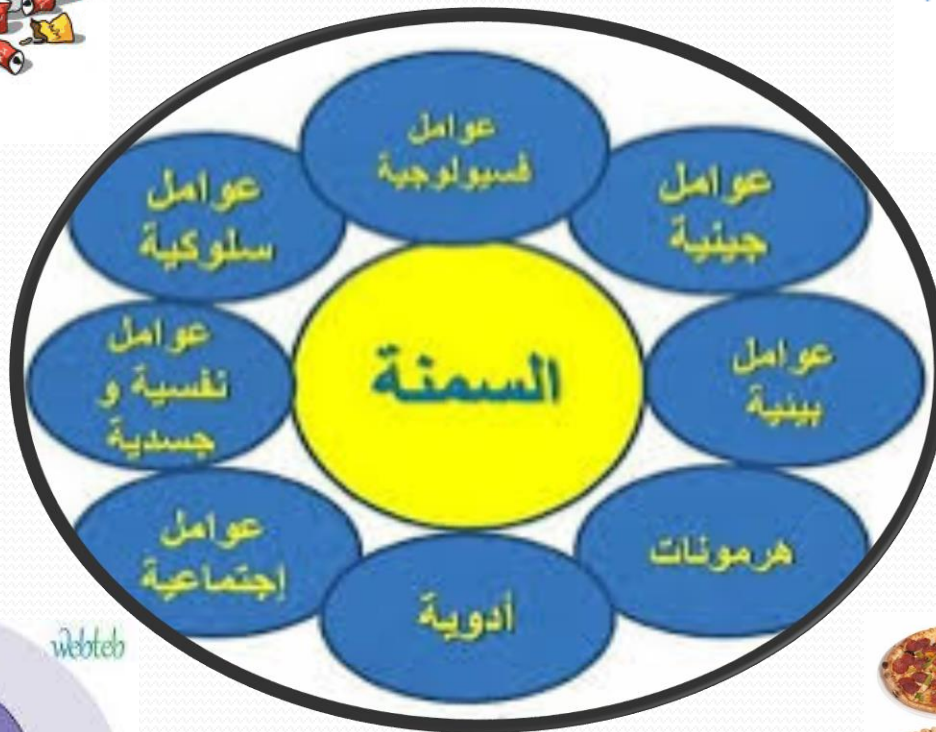 عوامل
فسيولوجية
عوامل
جينية
عوامل
بيئية
هرمونات
أدوية
عوامل
إجتماعية
عوامل
نفسية و
جسدية
عوامل
سلوكية
السمنة
webteb